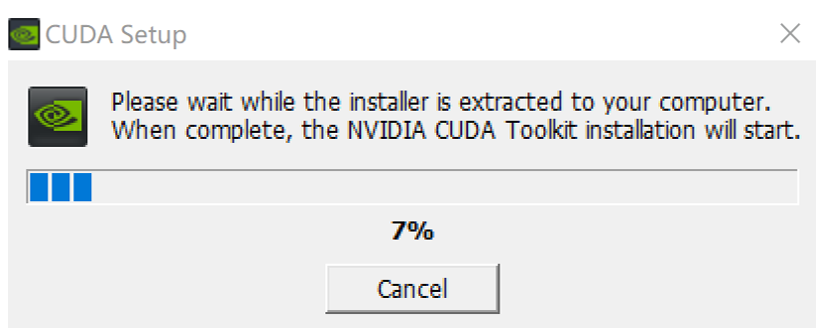 CUDA Setup
Please wait while the installer is extracted to your computer.
When complete, the NVIDIA CUDA Toolkit installation will start.
7%
Cancel